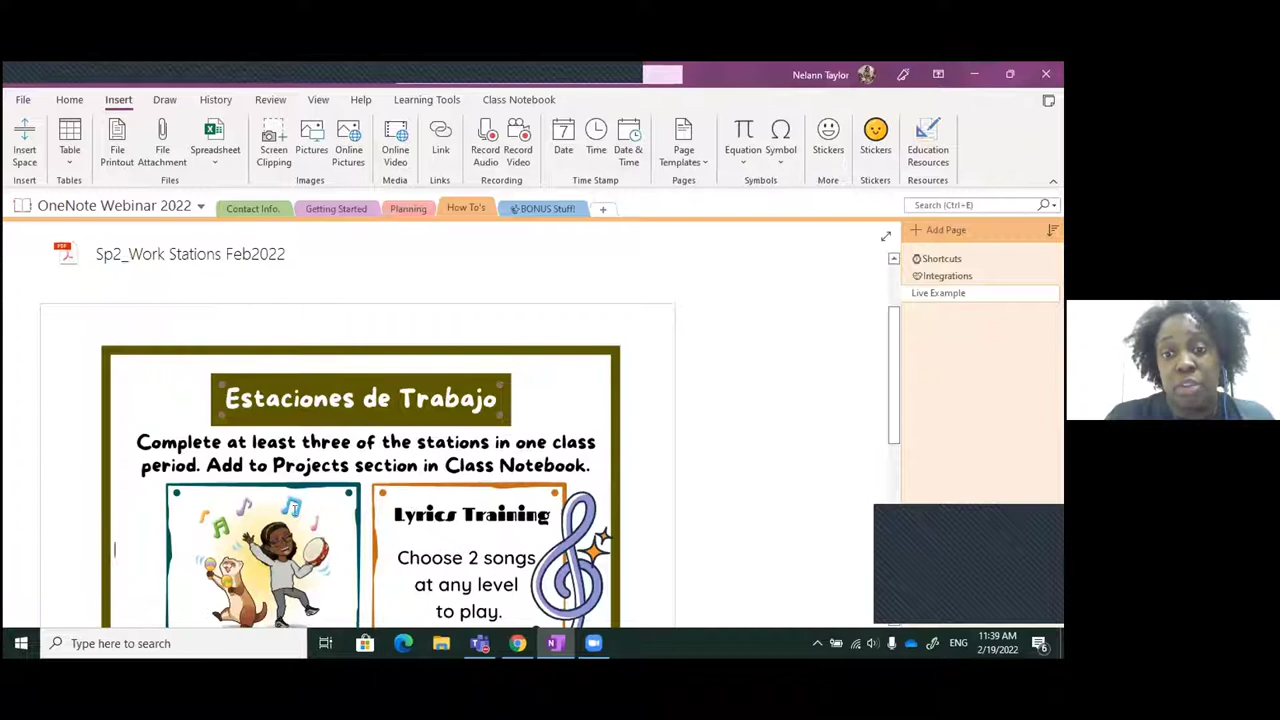 Nelann Taylor
File Home Insert Draw History Review View Help Learning Tools Class Notebook
Insert Space
Table
File Printout
File Attachment
Spreadsheet
Screen Clipping
Pictures
Online Pictures
Online Video
Link
Record Audio
Record Video
Date
Time
Date & Time
Page Templates
Equation
Symbol
Stickers
Stickers
Education Resources
Insert Tables Files Images Media Links Recording Time Stamp Pages Symbols More Stickers Resources
OneNote Webinar 2022 Contact Info. Getting Started Planning How To's BONUS Stuff! Search (Ctrl+E)
Add Page
Shortcuts
Integrations
Live Example
PDF
Sp2_Work Stations Feb2022
Estaciones de Trabajo
Complete at least three of the stations in one class
period. Add to Projects section in Class Notebook.
Lyrics Training
Choose 2 songs
at any level
to play.
Type here to search
ENG
11:39 AM
2/19/2022
6